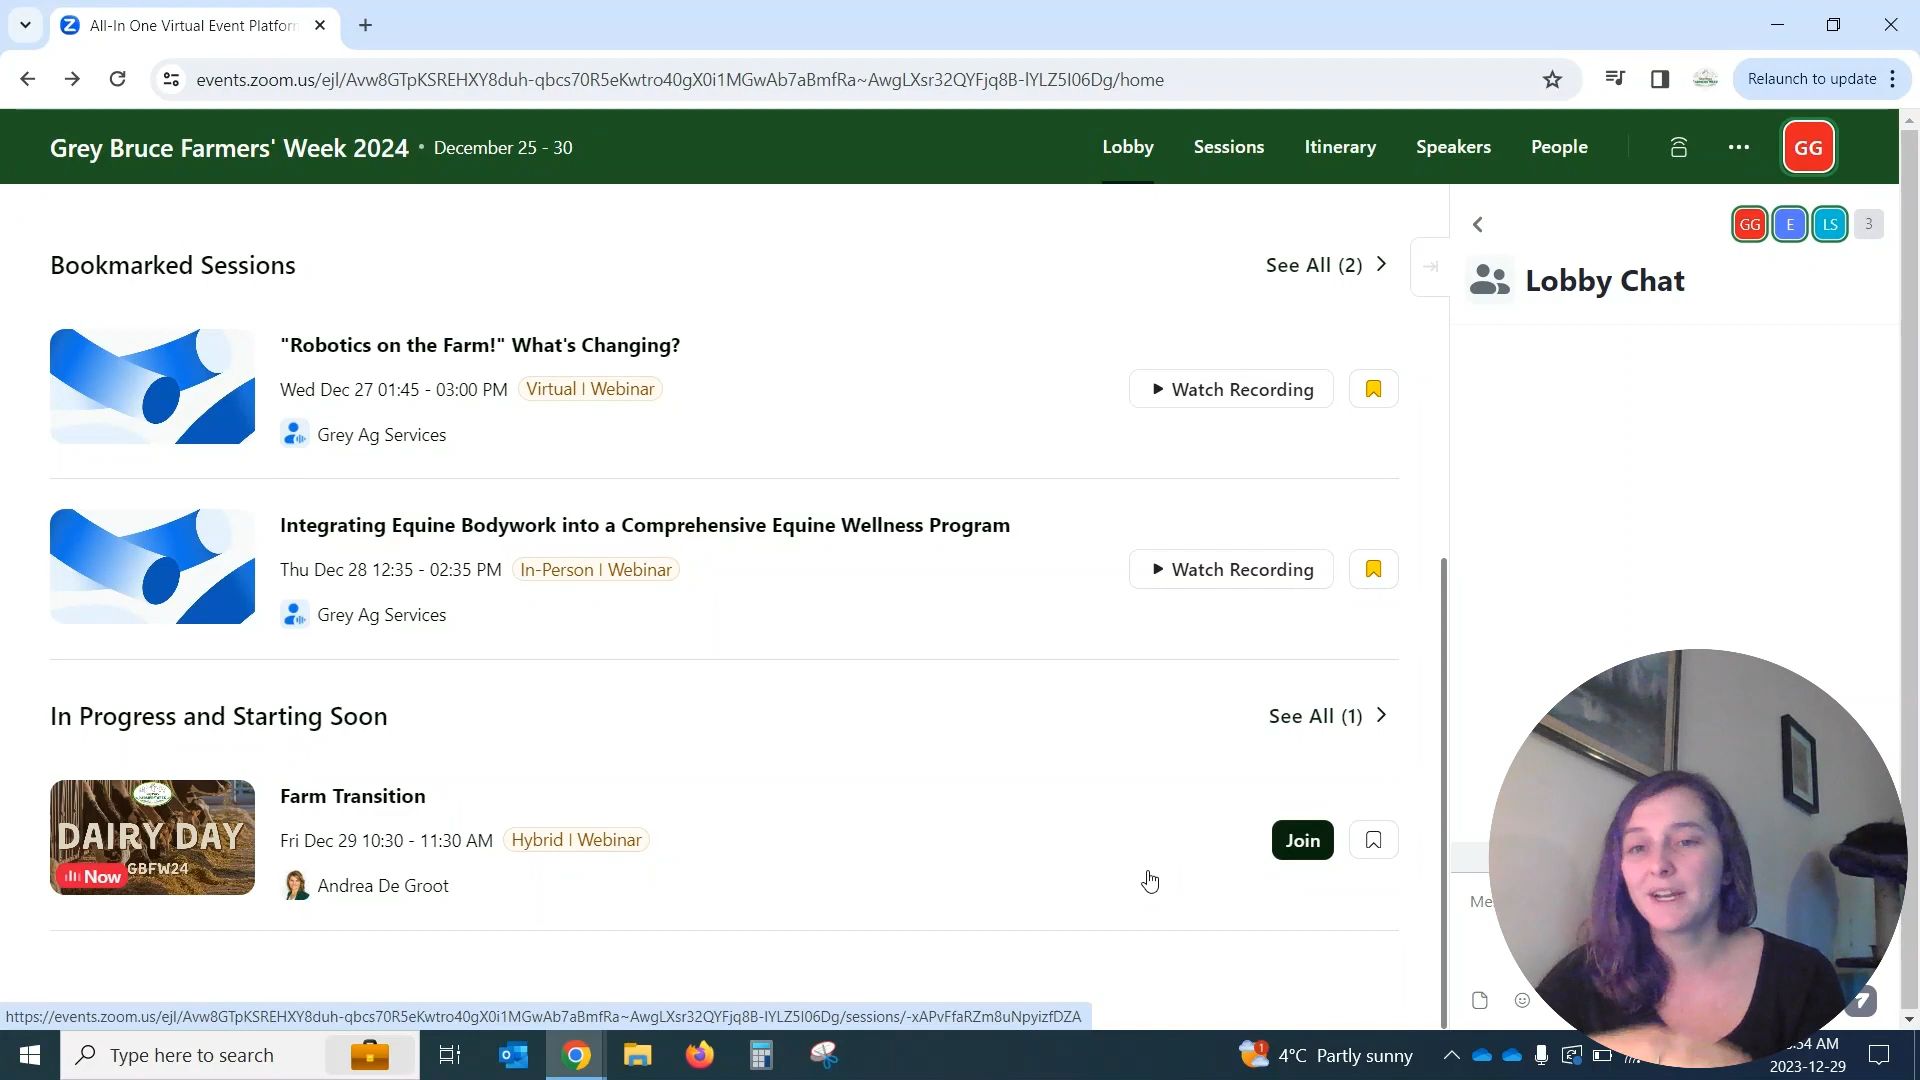 All-In One Virtual Event Platform
events.zoom.us/ejl/Avw8GTpKSREHXY8duh-qbcs70R5eKwtro40gX0i1MGwAb7aBmfRa~AwgLXsr32QYFjq8B-IYLZ5I06Dg/home
Relaunch to update
Grey Bruce Farmers' Week 2024 • December 25 - 30
Lobby Sessions Itinerary Speakers People
GG
GG E LS 3
Lobby Chat
Bookmarked Sessions
See All (2)
"Robotics on the Farm!" What's Changing?
Wed Dec 27 01:45 - 03:00 PM Virtual | Webinar
Watch Recording
Grey Ag Services
Integrating Equine Bodywork into a Comprehensive Equine Wellness Program
Thu Dec 28 12:35 - 02:35 PM In-Person | Webinar
Watch Recording
Grey Ag Services
In Progress and Starting Soon
See All (1)
DAIRY DAY
GBFW24
Now
Farm Transition
Fri Dec 29 10:30 - 11:30 AM Hybrid | Webinar
Join
Andrea De Groot
Me
https://events.zoom.us/ejl/Avw8GTpKSREHXY8duh-qbcs70R5eKwtro40gX0i1MGwAb7aBmfRa~AwgLXsr32QYFjq8B-IYLZ5I06Dg/sessions/-xAPvFfaRZm8uNpyizfDZA
Type here to search
1
4°C Partly sunny
:54 AM
2023-12-29